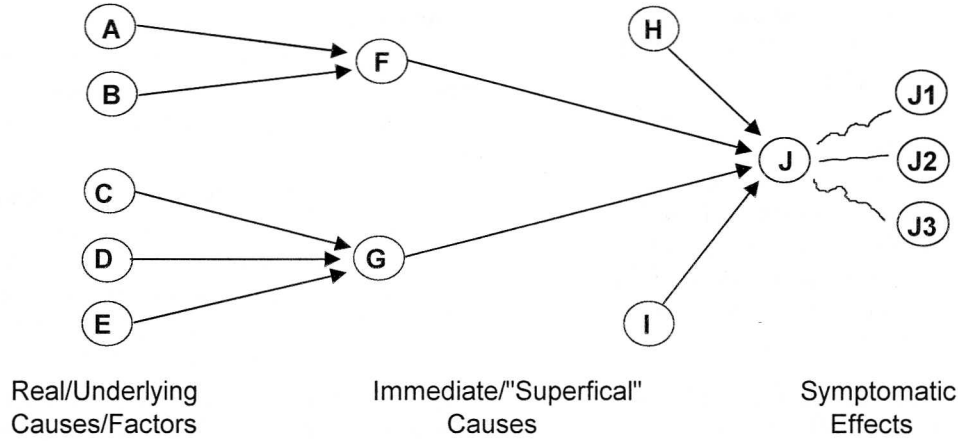 A
H
B
F
J1
J
J2
C
J3
D
G
E
I
Real/Underlying
Causes/Factors
Immediate/"Superfical"
Causes
Symptomatic
Effects